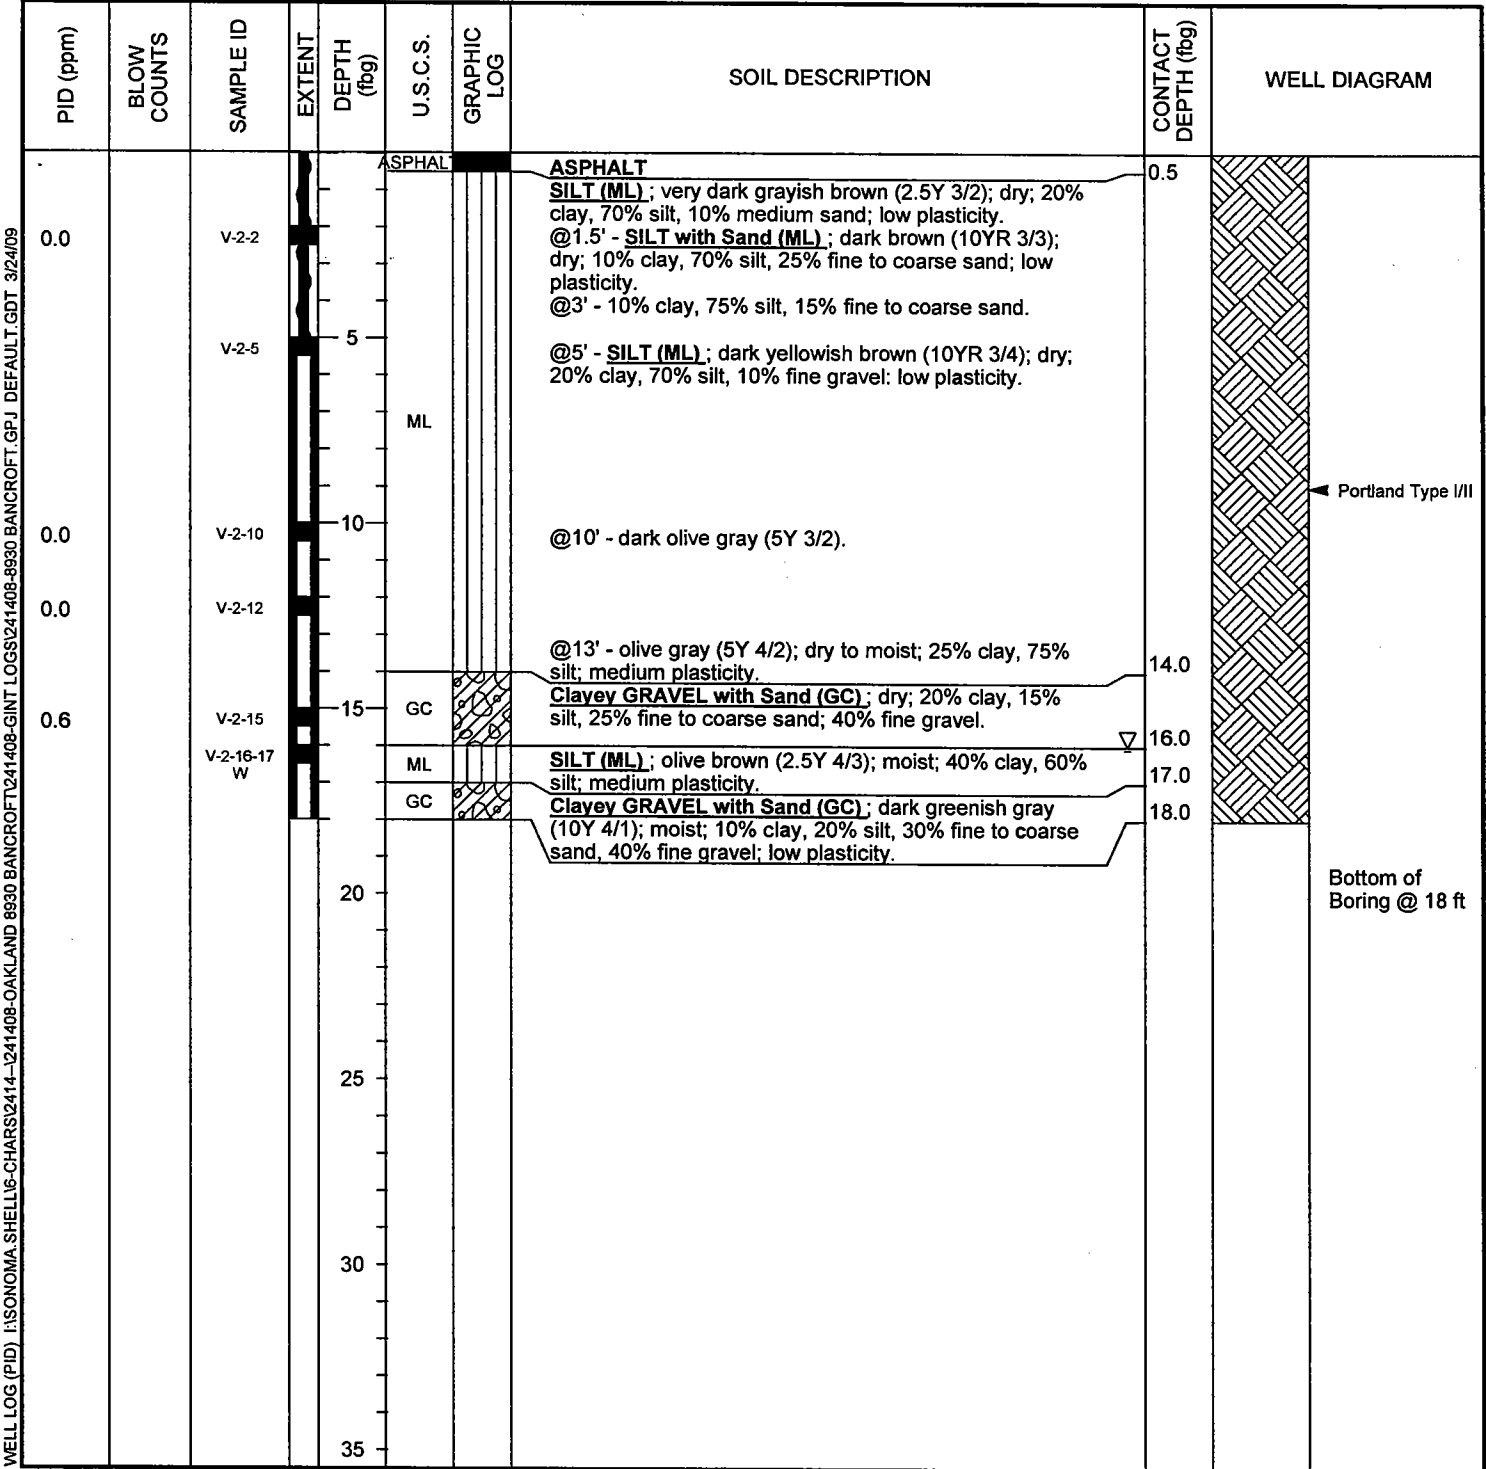 PID (ppm)
BLOW
COUNTS
SAMPLE ID
EXTENT
DEPTH
(fbg)
U.S.C.S.
GRAPHIC
LOG
SOIL DESCRIPTION
CONTACT
DEPTH (fbg)
WELL DIAGRAM
ASPHALT
ASPHALT
0.5
SILT (ML) ; very dark grayish brown (2.5Y 3/2); dry; 20%
clay, 70% silt, 10% medium sand; low plasticity.
0.0
V-2-2
@1.5' - SILT with Sand (ML) ; dark brown (10YR 3/3);
dry; 10% clay, 70% silt, 25% fine to coarse sand; low
plasticity.
@3' - 10% clay, 75% silt, 15% fine to coarse sand.
5
V-2-5
@5' - SILT (ML) ; dark yellowish brown (10YR 3/4); dry;
20% clay, 70% silt, 10% fine gravel: low plasticity.
ML
Portland Type I/II
10
0.0
V-2-10
@10' - dark olive gray (5Y 3/2).
0.0
V-2-12
@13' - olive gray (5Y 4/2); dry to moist; 25% clay, 75%
silt; medium plasticity.
14.0
Clayey GRAVEL with Sand (GC) ; dry; 20% clay, 15%
silt, 25% fine to coarse sand; 40% fine gravel.
15
GC
0.6
V-2-15
16.0
V-2-16-17
W
ML
SILT (ML) ; olive brown (2.5Y 4/3); moist; 40% clay, 60%
silt; medium plasticity.
17.0
GC
Clayey GRAVEL with Sand (GC) ; dark greenish gray
(10Y 4/1); moist; 10% clay, 20% silt, 30% fine to coarse
sand, 40% fine gravel; low plasticity.
18.0
Bottom of
Boring @ 18 ft
20
25
30
35
WELL LOG (PID) I:\SONOMA.SHELL\6-CHARS\2414--\241408-OAKLAND 8930 BANCROFT\241408-GINT LOGS\241408-8930 BANCROFT.GPJ DEFAULT.GDT 3/24/09